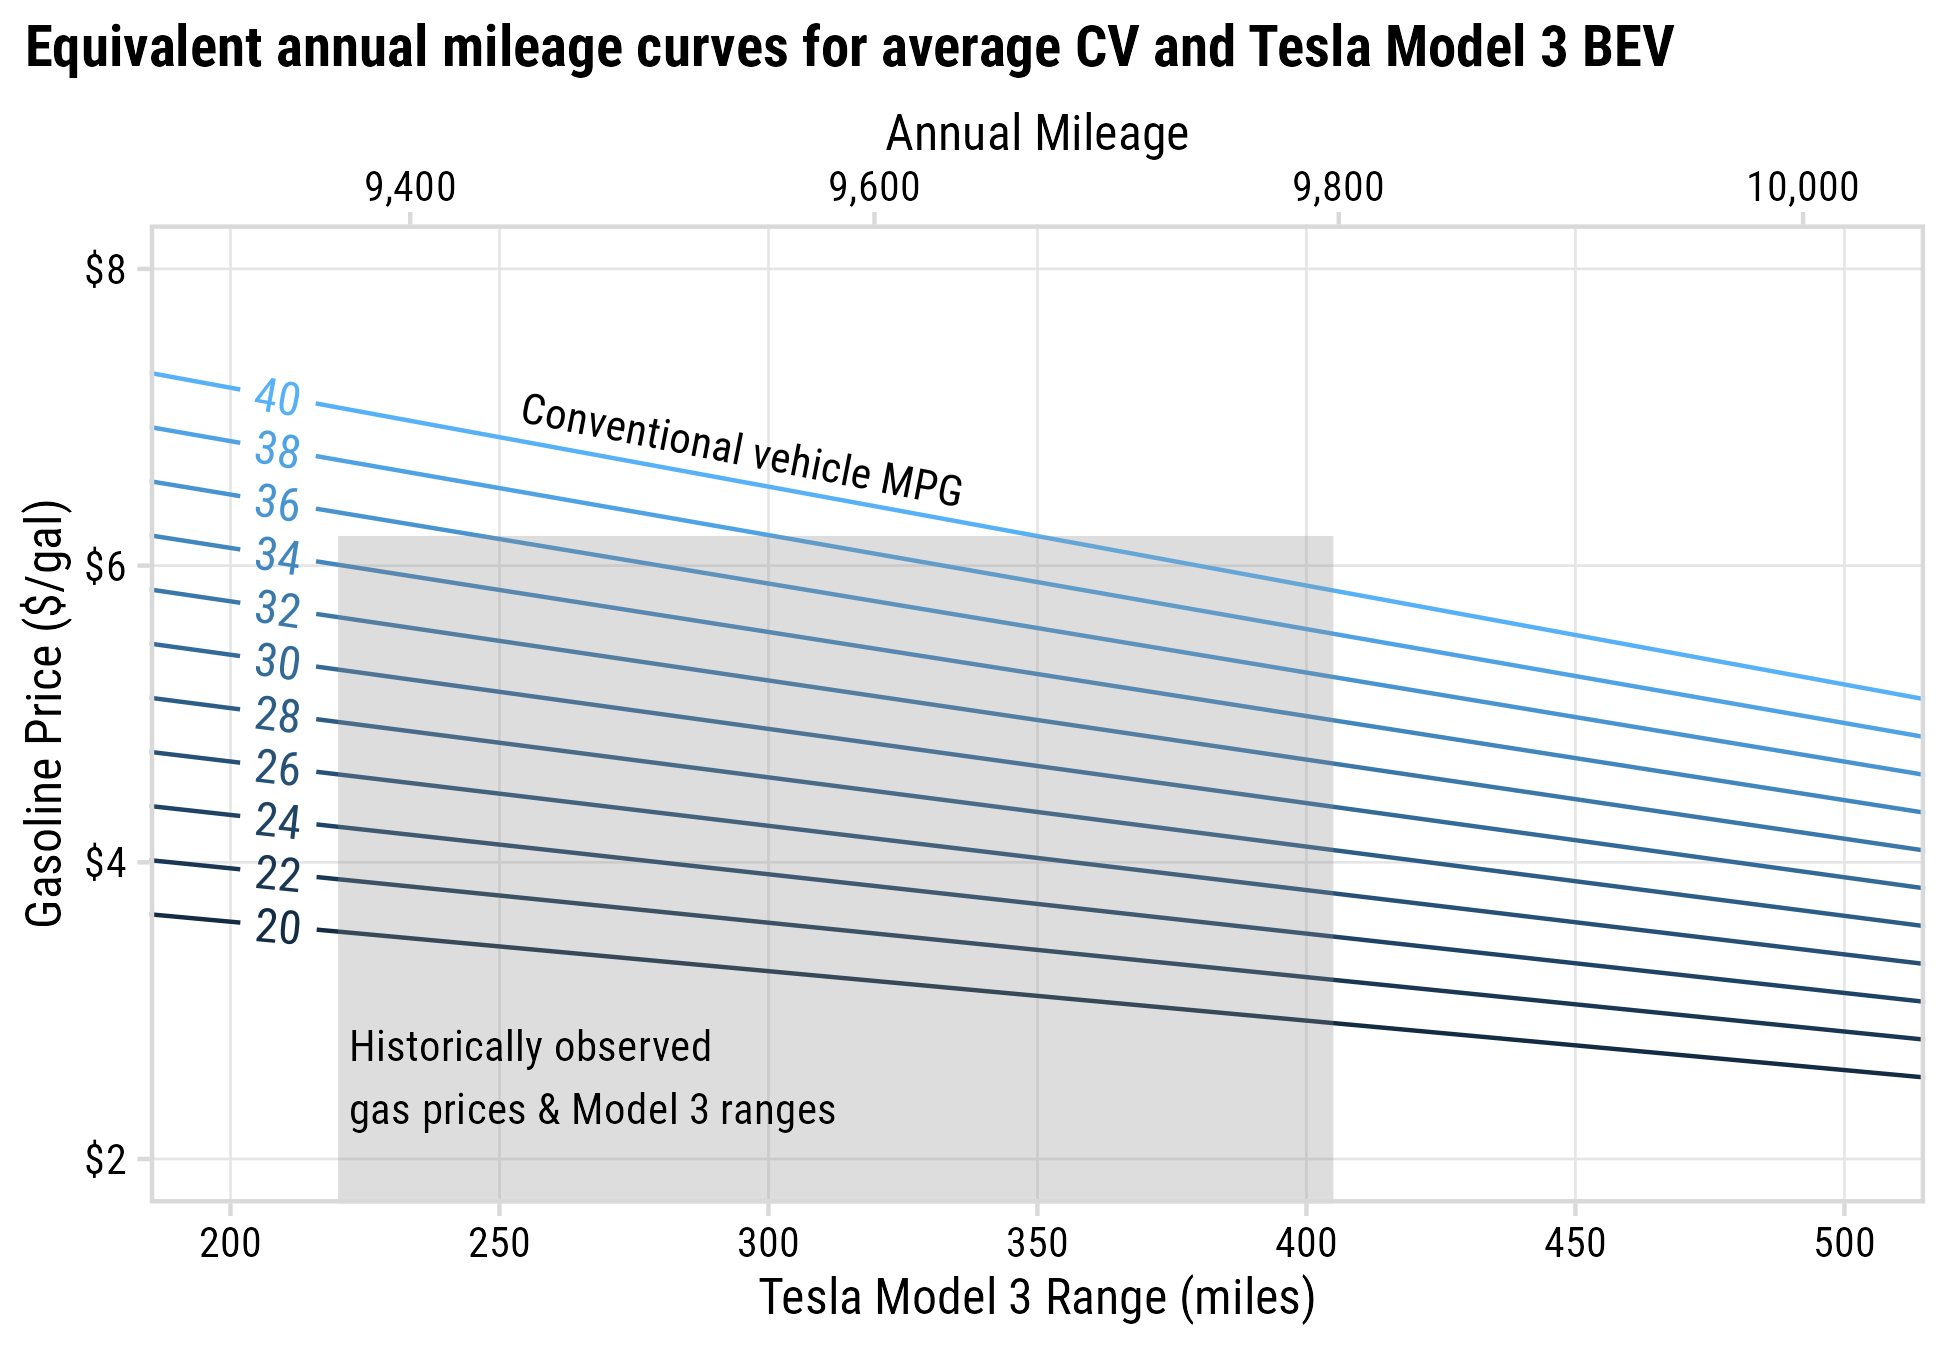 Equivalent annual mileage curves for average CV and Tesla Model 3 BEV
Annual Mileage
9,400 9,600 9,800 10,000
$8
$6
$4
$2
Gasoline Price ($/gal)
40
38
36
34
32
30
28
26
24
22
20
Conventional vehicle MPG
Historically observed
gas prices & Model 3 ranges
200 250 300 350 400 450 500
Tesla Model 3 Range (miles)